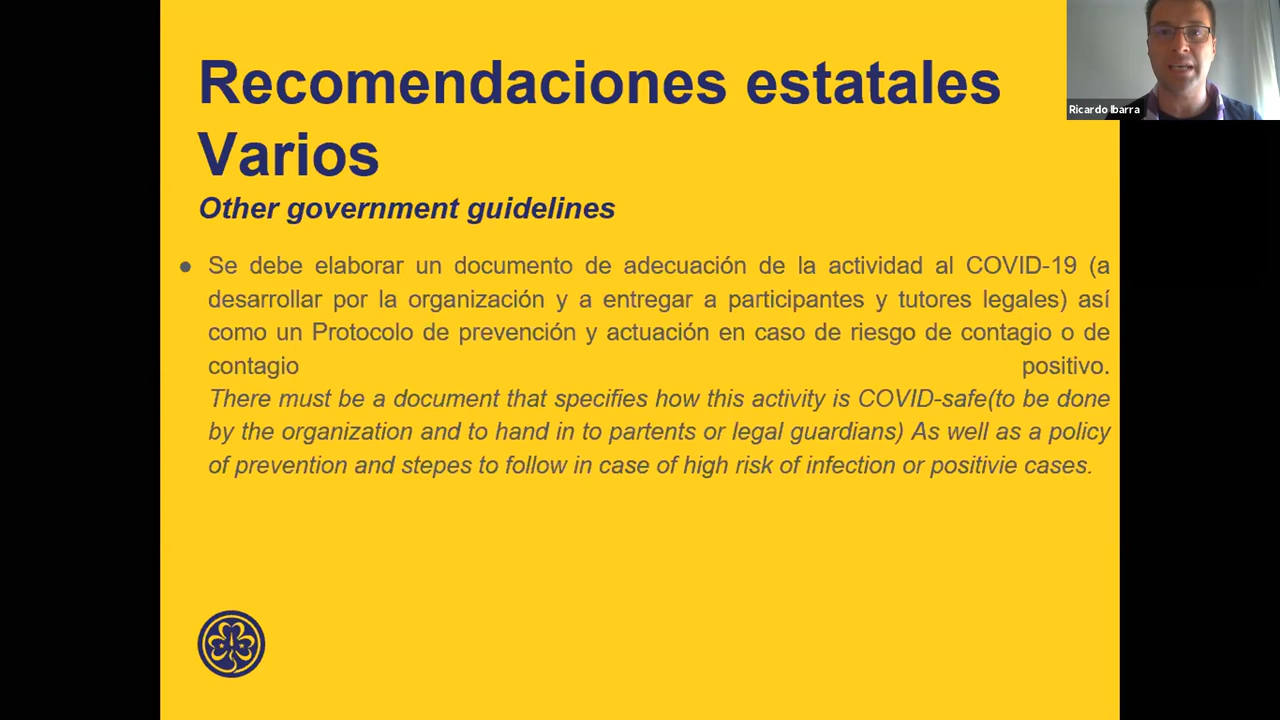 Recomendaciones estatales
Varios
Other government guidelines
● Se debe elaborar un documento de adecuación de la actividad al COVID-19 (a
desarrollar por la organización y a entregar a participantes y tutores legales) así
como un Protocolo de prevención y actuación en caso de riesgo de contagio o de
contagio positivo.
There must be a document that specifies how this activity is COVID-safe(to be done
by the organization and to hand in to partents or legal guardians) As well as a policy
of prevention and stepes to follow in case of high risk of infection or positivie cases.
Ricardo Ibarra